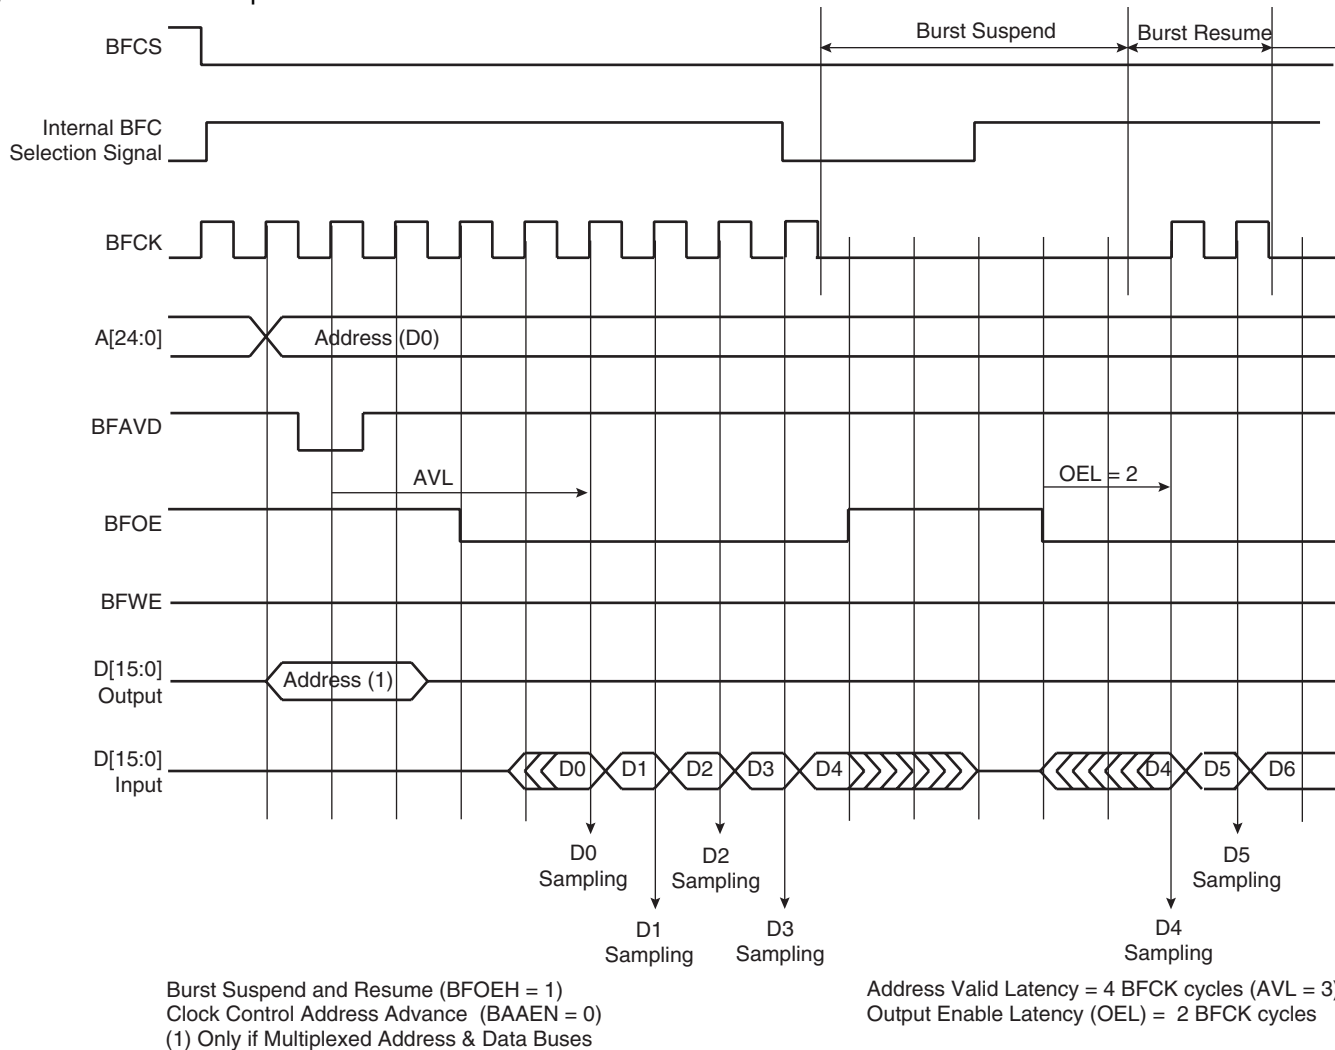 Burst Suspend
Burst Resume
BFCS
Internal BFC
Selection Signal
BFCK
A[24:0]
Address (D0)
BFAVD
AVL
OEL = 2
BFOE
BFWE
D[15:0]
Output
Address (1)
D[15:0]
Input
D0
D1
D2
D3
D4
D4
D5
D6
D0
Sampling
D2
Sampling
D5
Sampling
D1
Sampling
D3
Sampling
D4
Sampling
Burst Suspend and Resume (BFOEH = 1)
Clock Control Address Advance (BAAEN = 0)
(1) Only if Multiplexed Address & Data Buses
Address Valid Latency = 4 BFCK cycles (AVL = 3)
Output Enable Latency (OEL) = 2 BFCK cycles